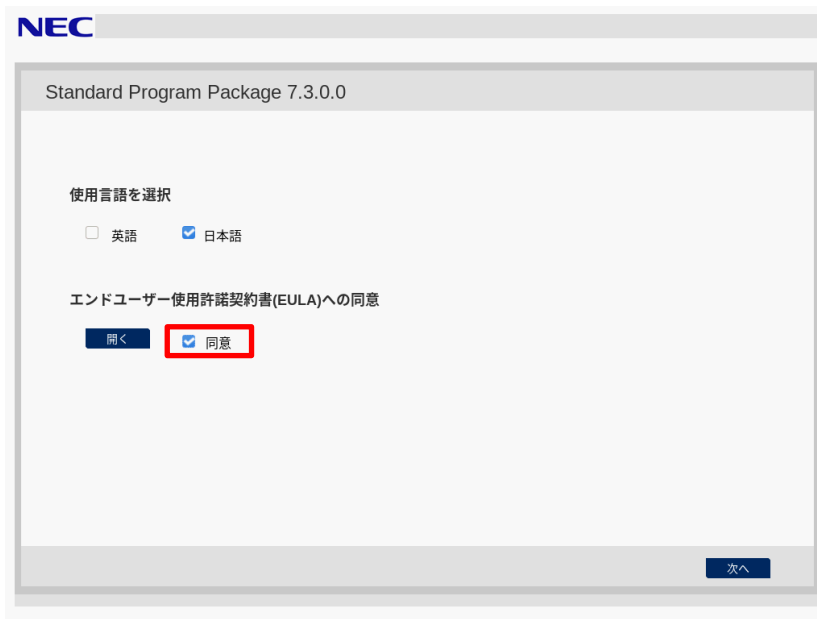 NEC
Standard Program Package 7.3.0.0
使用言語を選択
英語 日本語
エンドユーザー使用許諾契約書(EULA)への同意
開く 同意
次へ